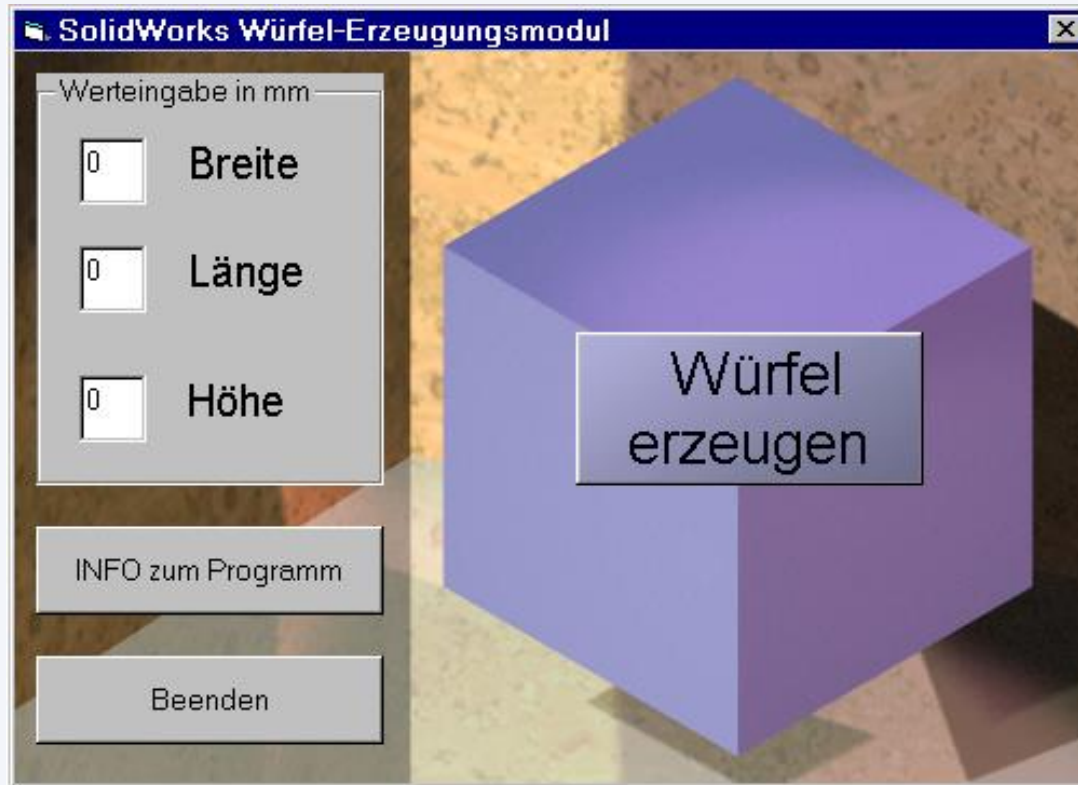 SolidWorks Würfel-Erzeugungsmodul
Werteingabe in mm
0 Breite
0 Länge
0 Höhe
Würfel
erzeugen
INFO zum Programm
Beenden